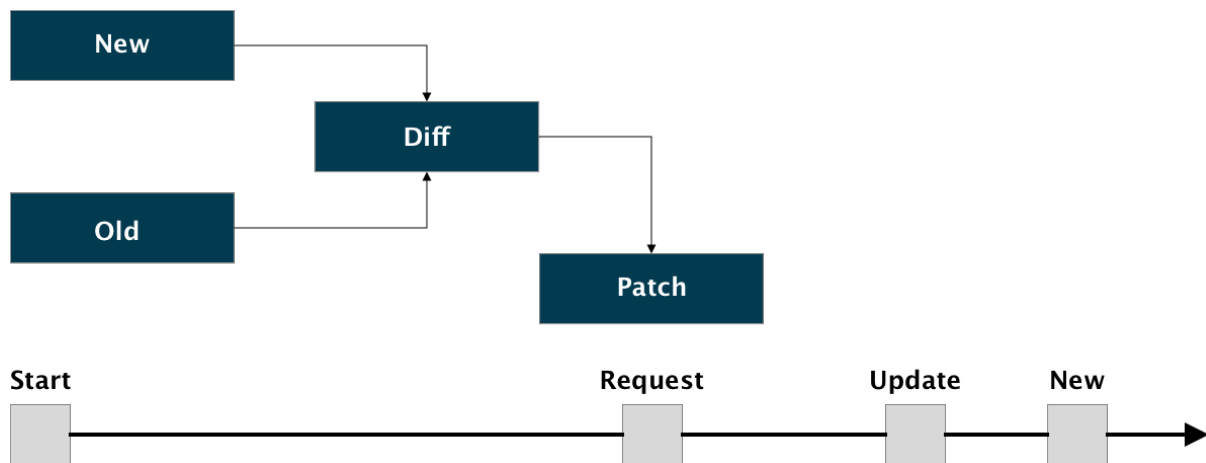 New
Diff
Old
Patch
Start
Request
Update
New